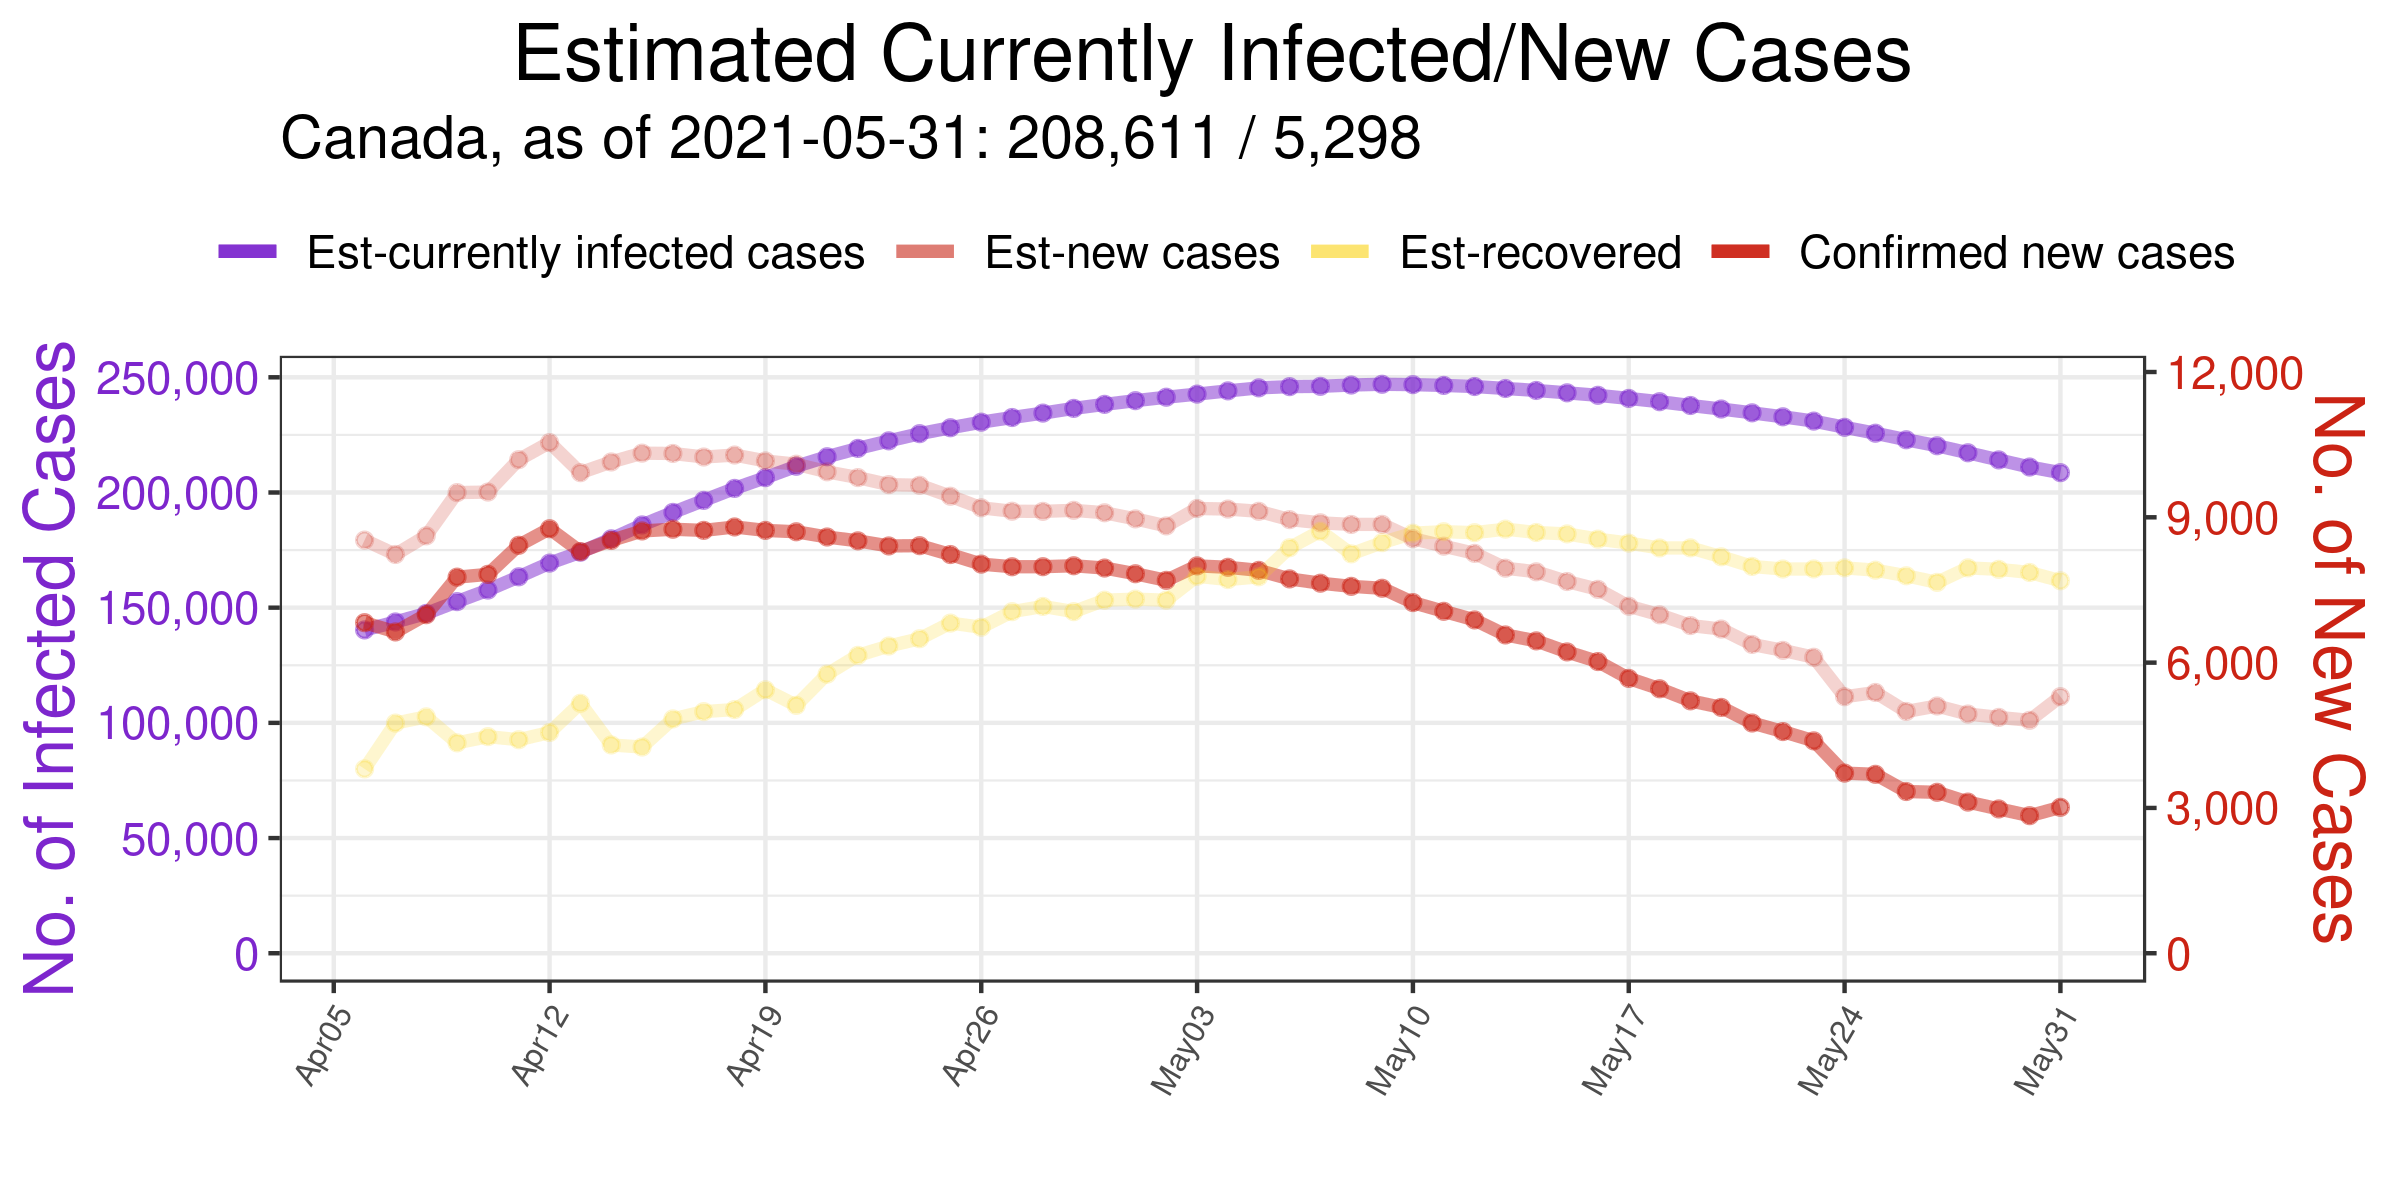 Estimated Currently Infected/New Cases
Canada, as of 2021-05-31: 208,611 / 5,298
Est-currently infected cases Est-new cases Est-recovered Confirmed new cases
No. of Infected Cases
250,000
200,000
150,000
100,000
50,000
0
12,000
9,000
6,000
3,000
0
No. of New Cases
Apr05 Apr12 Apr19 Apr26 May03 May10 May17 May24 May31